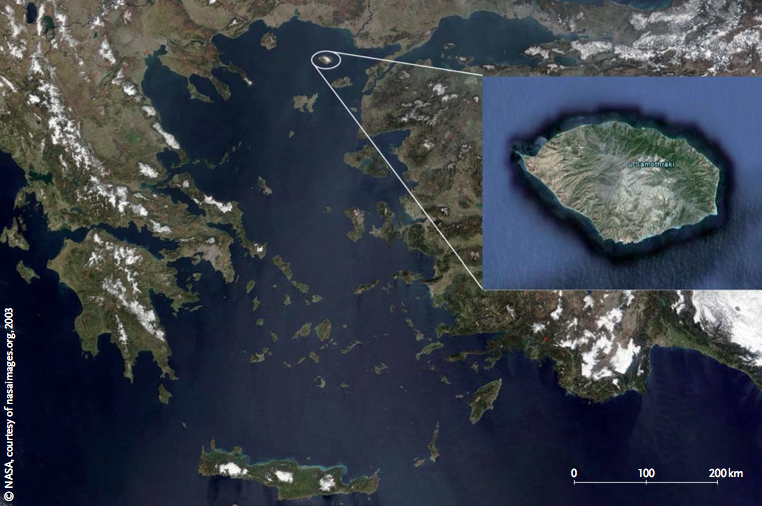 © NASA, courtesy of nasaimages.org, 2003
Samothraki
0 100 200 km